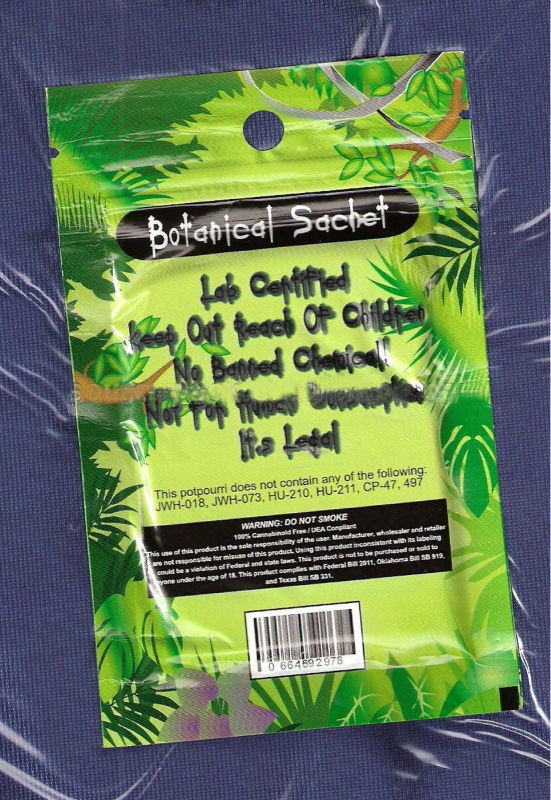 Botanical Sachet
Lab Certified
Keep Out Reach Of Children
No Banned Chemical!
Not For Human Consumption
It,s Legal
This potpourri does not contain any of the following:
JWH-018, JWH-073, HU-210, HU-211, CP-47, 497
WARNING: DO NOT SMOKE
100% Cannabinoid Free / DEA Compliant
This use of this product is the sole responsibility of the user. Manufacturer, wholesaler and retailer
are not responsible for misuse of this product. Using this product inconsistent with its labeling
could be a violation of Federal and state laws. This product is not to be purchased or sold to
anyone under the age of 18. This product complies with Federal Bill 2011, Oklahoma Bill SB 919,
and Texas Bill SB 331.
0 664692978